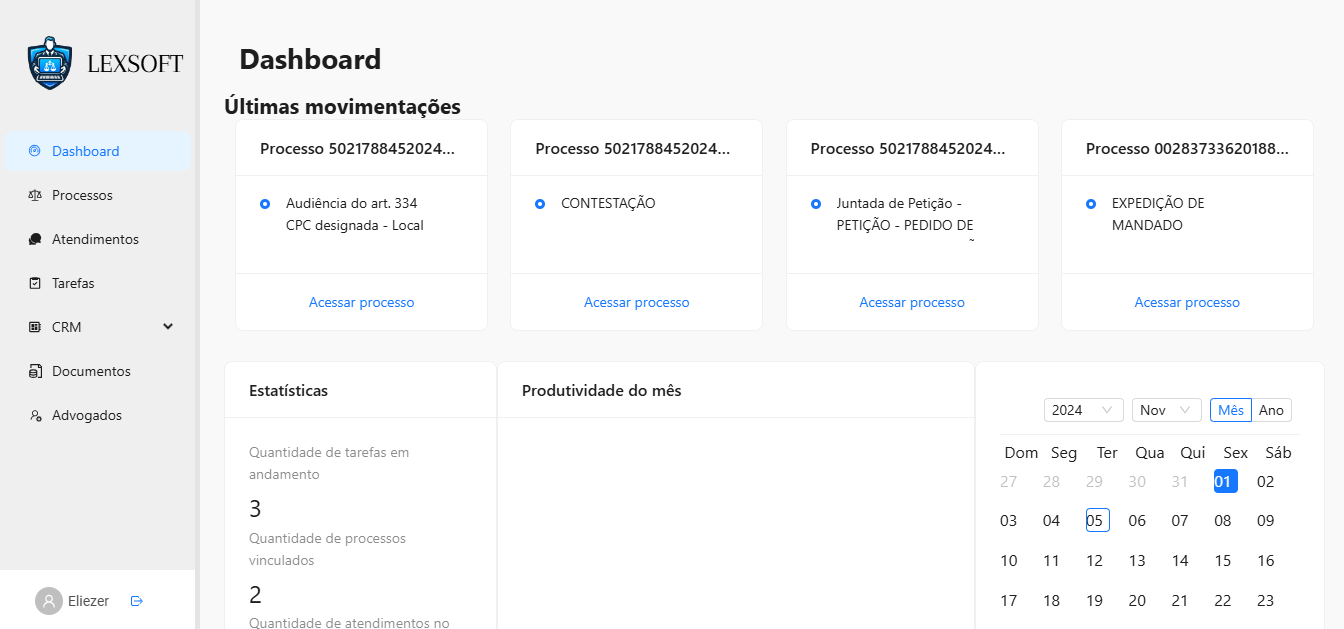 LEXSOFT
Dashboard
Processos
Atendimentos
Tarefas
CRM
Documentos
Advogados
Eliezer
Dashboard
Últimas movimentações
Processo 50217884520​24...
Audiência do art. 334
CPC designada - Local
Acessar processo
Processo 5021788452024...
CONTESTAÇÃO
Acessar processo
Processo 5021788452024...
Juntada de Petição -
PETIÇÃO - PEDIDO DE
Acessar processo
Processo 00283733620188...
EXPEDIÇÃO DE
MANDADO
Acessar processo
Estatísticas
Quantidade de tarefas em
andamento
3
Quantidade de processos
vinculados
2
Quantidade de atendimentos no
Produtividade do mês
2024 Nov Mês Ano
Dom Seg Ter Qua Qui Sex Sáb
27 28 29 30 31 01 02
03 04 05 06 07 08 09
10 11 12 13 14 15 16
17 18 19 20 21 22 23